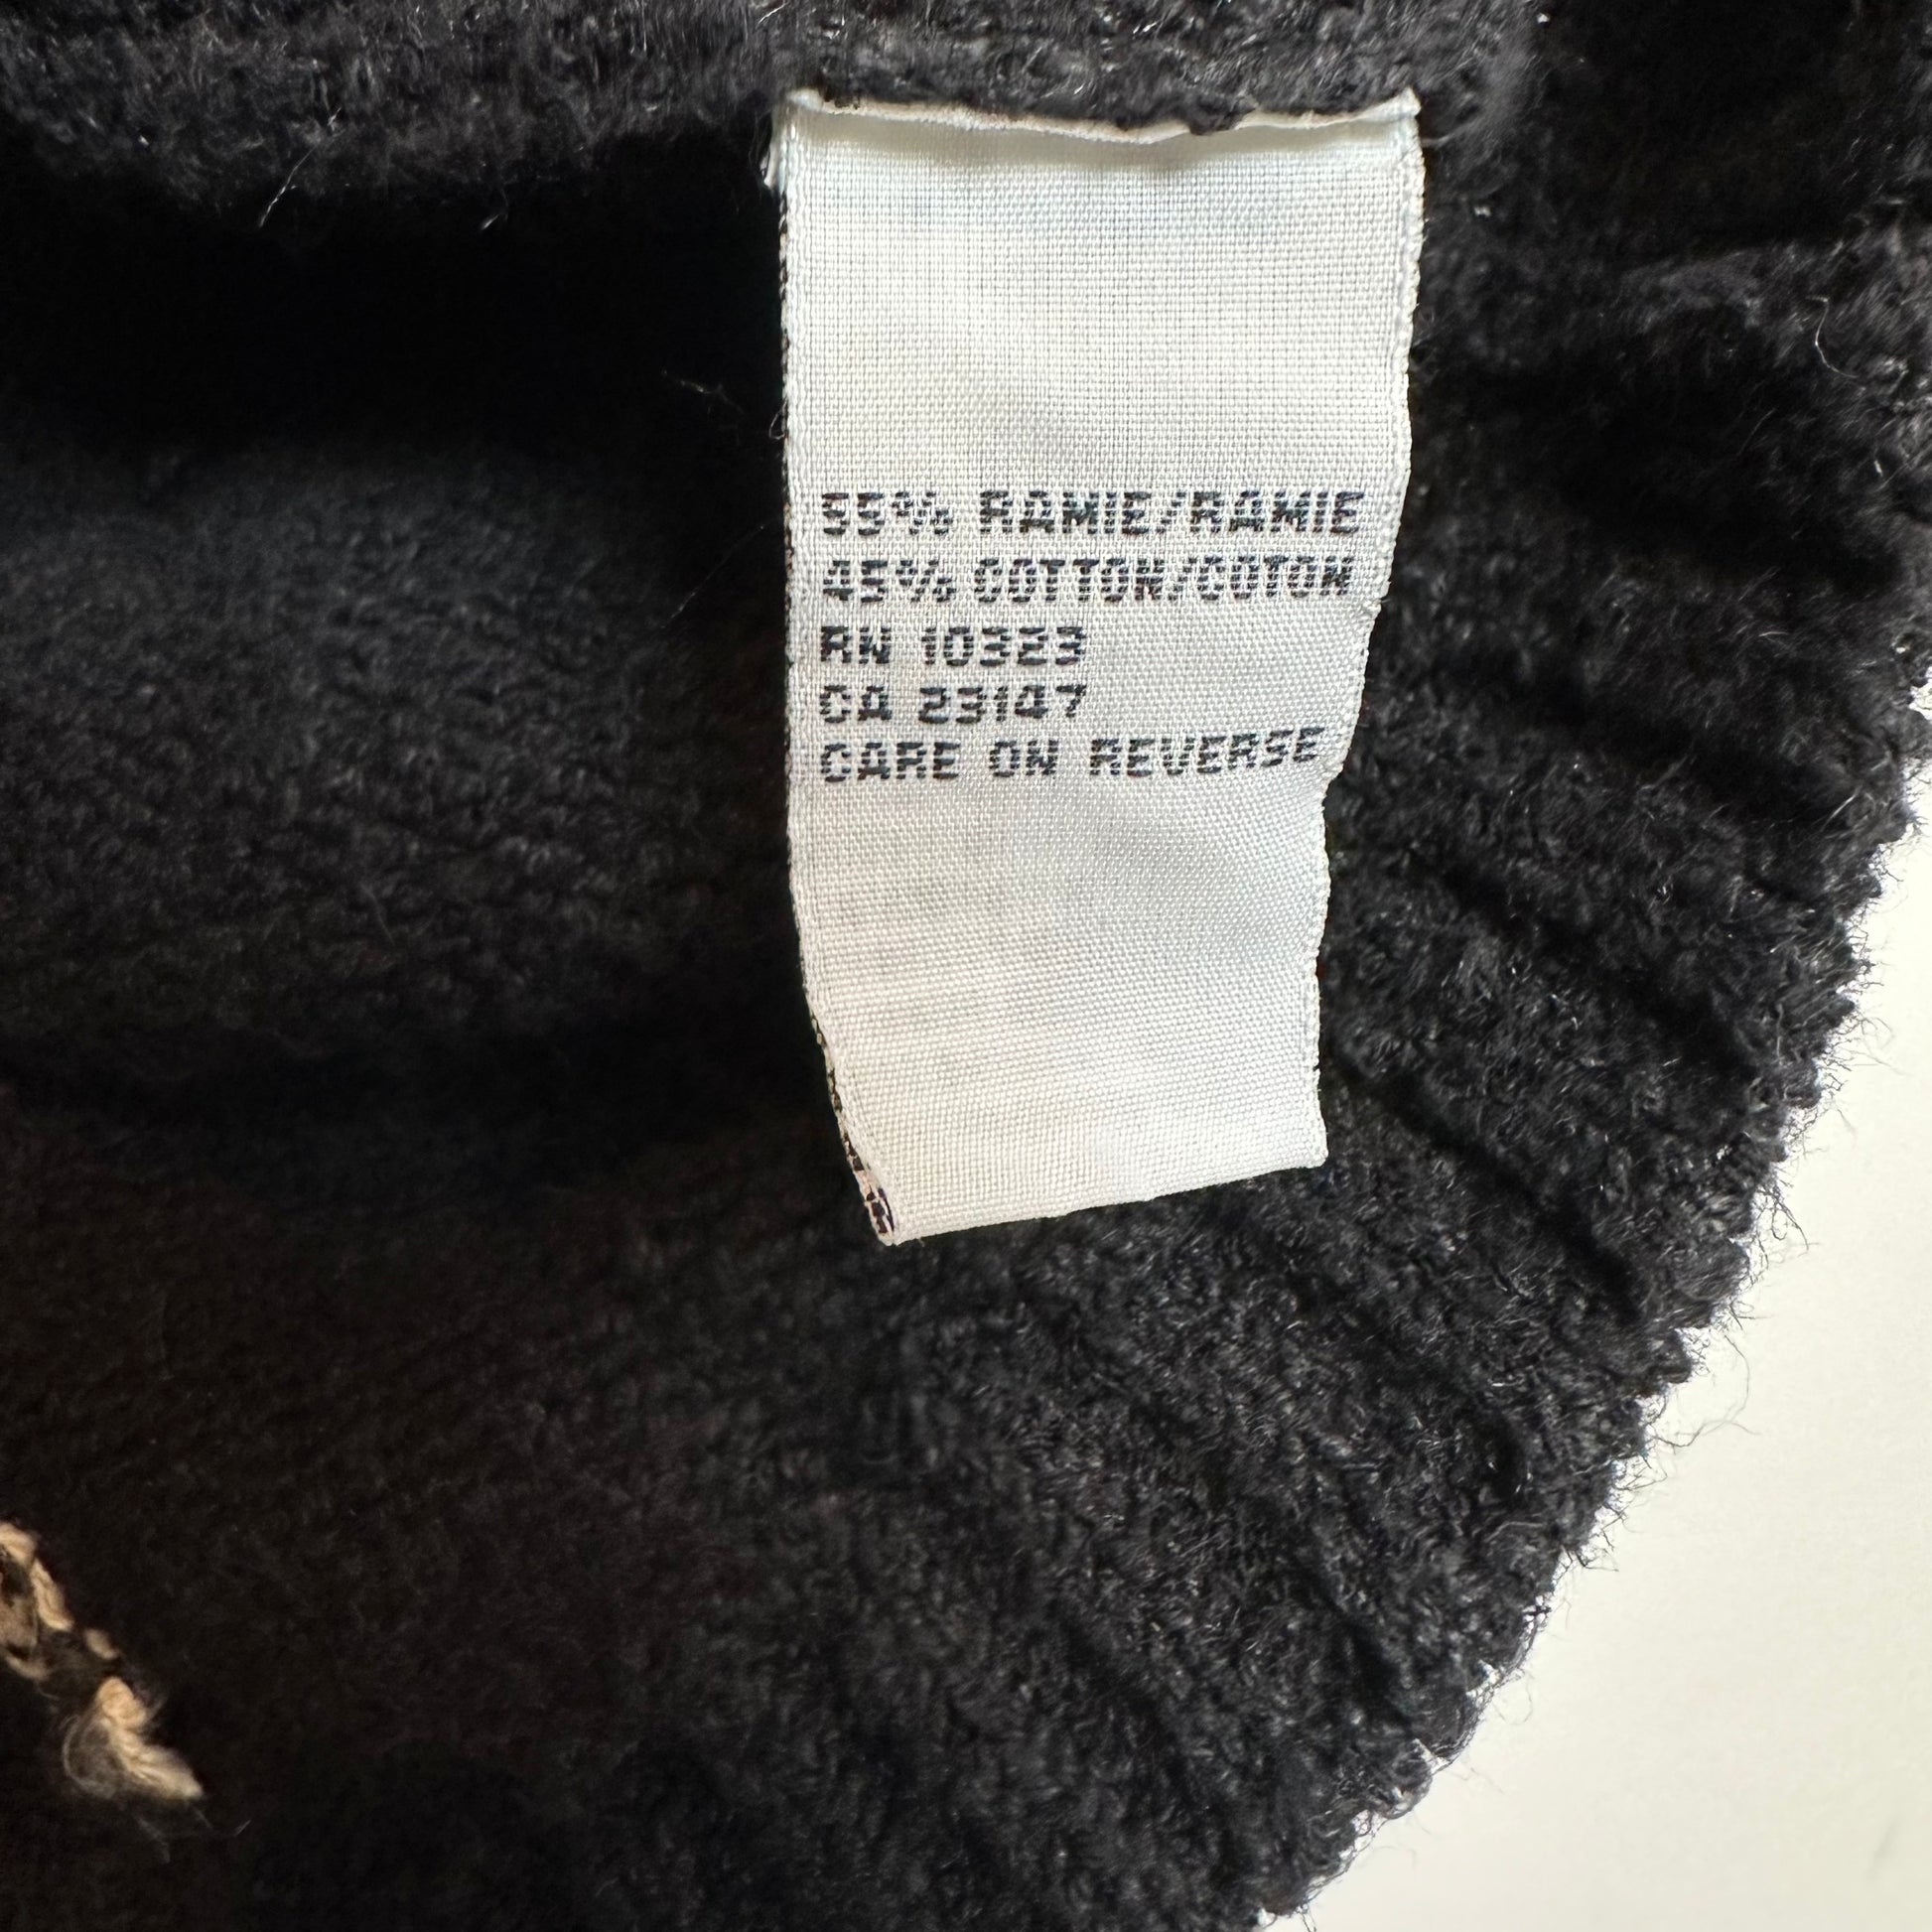 55% RAMIE/RAMIE
45% COTTON/COTON
RN 10323
CA 23147
CARE ON REVERSE